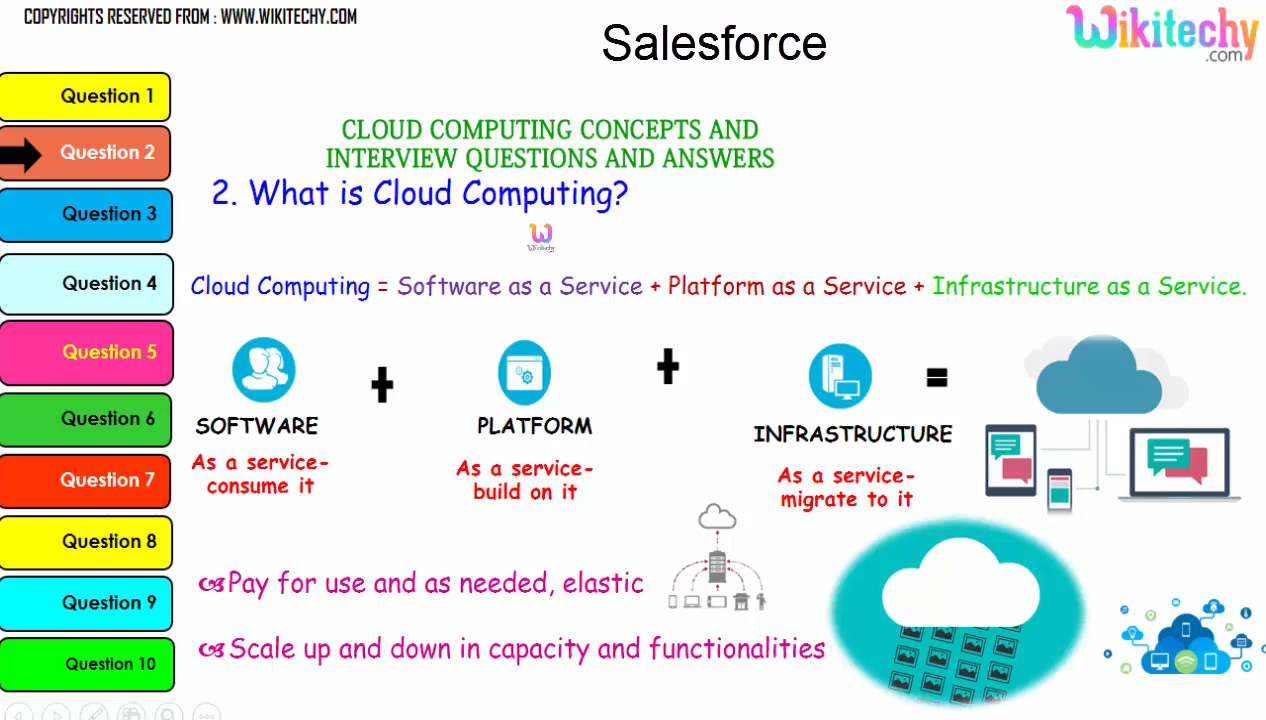 COPYRIGHTS RESERVED FROM : WWW.WIKITECHY.COM
Salesforce
Wikitechy
.com
Question 1
Question 2
Question 3
Question 4
Question 5
Question 6
Question 7
Question 8
Question 9
Question 10
CLOUD COMPUTING CONCEPTS AND
INTERVIEW QUESTIONS AND ANSWERS
2. What is Cloud Computing?
Wikitechy
Cloud Computing = Software as a Service + Platform as a Service + Infrastructure as a Service.
SOFTWARE
As a service-
consume it
+
PLATFORM
As a service-
build on it
+
INFRASTRUCTURE
As a service-
migrate to it
=
Pay for use and as needed, elastic
Scale up and down in capacity and functionalities